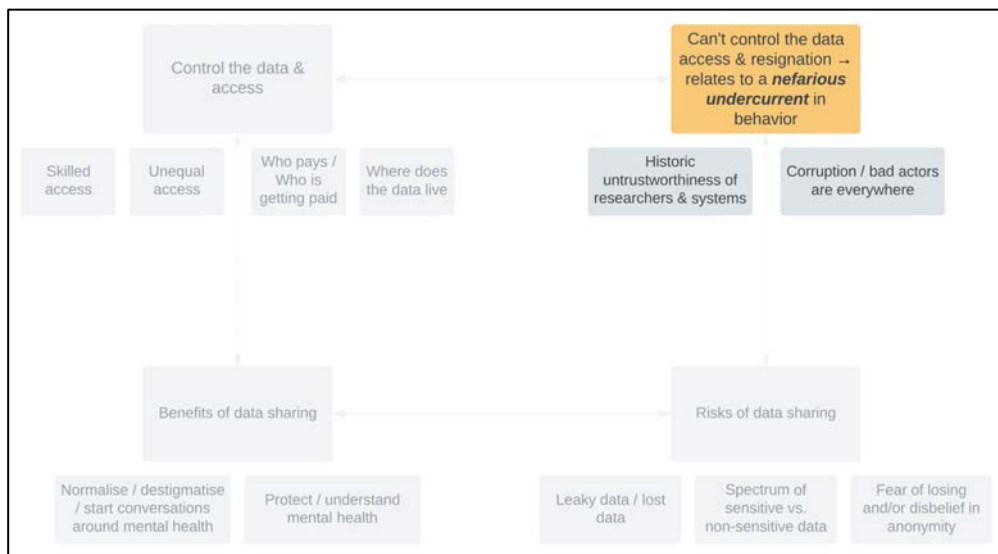 Control the data &
access
Can't control the data
access & resignation →
relates to a nefarious
undercurrent in
behavior
Skilled
access
Unequal
access
Who pays /
Who is
getting paid
Where does
the data live
Historic
untrustworthiness of
researchers & systems
Corruption / bad actors
are everywhere
Benefits of data sharing
Risks of data sharing
Normalise / destigmatise
/ start conversations
around mental health
Protect / understand
mental health
Leaky data / lost
data
Spectrum of
sensitive vs.
non-sensitive data
Fear of losing
and/or disbelief in
anonymity